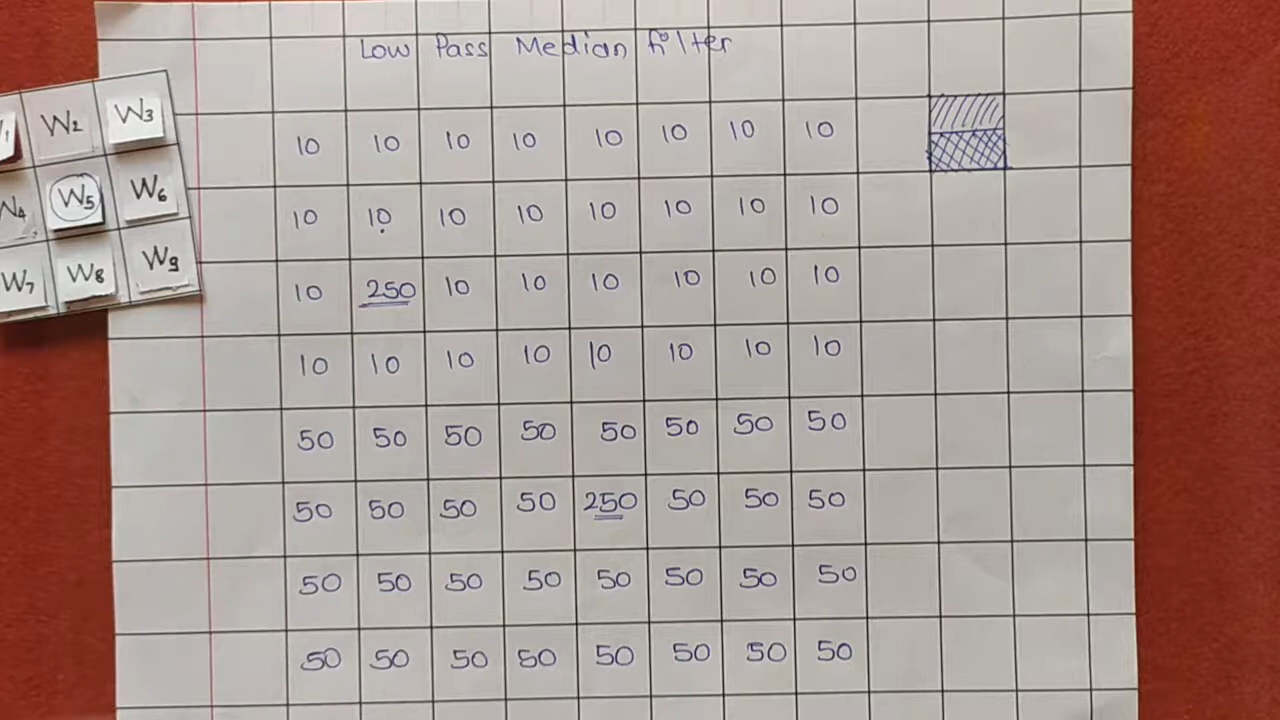 Low Pass Median filter
W2 W3
W4 W5 W6
W7 W8 W9
10 10 10 10 10 10 10 10
10 10 10 10 10 10 10 10
10 250 10 10 10 10 10 10
10 10 10 10 10 10 10 10
50 50 50 50 50 50 50 50
50 50 50 50 250 50 50 50
50 50 50 50 50 50 50 50
50 50 50 50 50 50 50 50